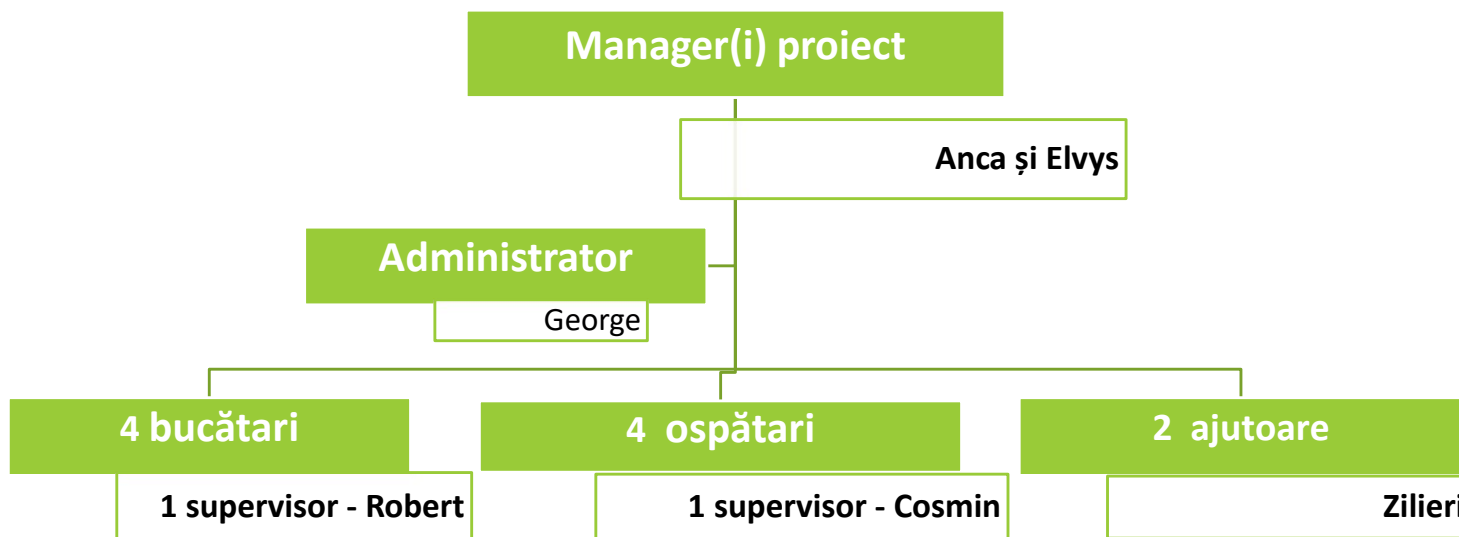 Manager(i) proiect
Anca și Elvys
Administrator
George
4 bucătari
1 supervisor - Robert
4 ospătari
1 supervisor - Cosmin
2 ajutoare
Zilieri